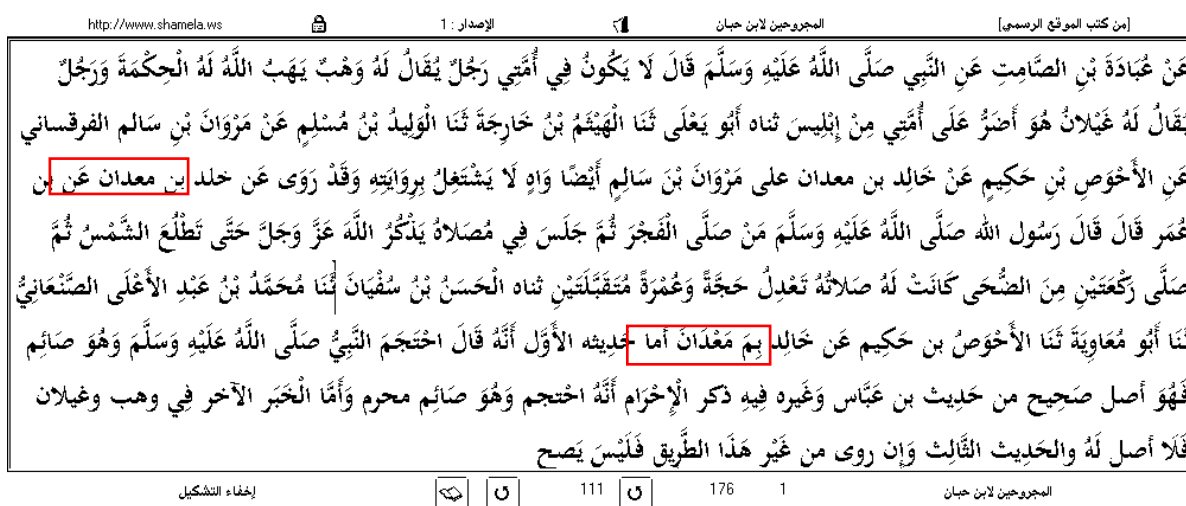 [من كتب الموقع الرسمي] المجروحين لابن حبان الإصدار : 1 http://www.shamela.ws
عَنْ عُبَادَةَ بْنِ الصَّامِتِ عَنِ النَّبِي صَلَّى اللَّهُ عَلَيْهِ وَسَلَّمَ قَالَ لَا يَكُونُ فِي أُمَّتِي رَجُلٌ يُقَالُ لَهُ وَهْبٌ يَهَبُ اللَّهُ لَهُ الْحِكْمَةَ وَرَجُلٌ
يُقَالُ لَهُ غَيْلانُ هُوَ أَضَرُّ عَلَى أُمَّتِي مِنْ إِبْلِيسَ ثناه أَبُو يَعْلَى ثَنَا الْهَيْثَمُ بْنُ خَارِجَةَ ثَنَا الْوَلِيدُ بْنُ مُسْلِمٍ عَنْ مَرْوَانَ بْنِ سَالم الفرقساني
عَنِ الأَحْوَصِ بْنِ حَكِيمٍ عَنْ خَالِد بن معدان على مَرْوَانَ بْنَ سَالِمٍ أَيْضًا وَاهٍ لَا يَشْتَغِلُ بِرِوَايَتِهِ وَقَدْ رَوَى عَن خلد بن معدان عَن بن
عُمَر قَالَ قَالَ رَسُول الله صَلَّى اللَّهُ عَلَيْهِ وَسَلَّمَ مَنْ صَلَّى الْفَجْرَ ثُمَّ جَلَسَ فِي مُصَلاهُ يَذْكُرُ اللَّهَ عَزَّ وَجَلَّ حَتَّى تَطْلُعَ الشَّمْسُ ثُمَّ
صَلَّى رَكْعَتَيْنِ مِنَ الضُّحَى كَانَتْ لَهُ صَلاتُهُ تَعْدِلُ حَجَّةً وَعُمْرَةً مُتَقَبَّلَتَيْنِ ثناه الْحَسَنُ بْنُ سُفْيَانَ ثَنَا مُحَمَّدُ بْنُ عَبْدِ الأَعْلَى الصَّنْعَانِيُّ
ثَنَا أَبُو مُعَاوِيَةَ ثَنَا الأَحْوَصُ بن حَكِيم عَن خَالِد بِمَ مَعْدَانَ أما حَدِيثه الأَوَّل أَنَّهُ قَالَ احْتَجَمَ النَّبِيُّ صَلَّى اللَّهُ عَلَيْهِ وَسَلَّمَ وَهُوَ صَائِم
فَهُوَ أصل صَحِيح من حَدِيث بن عَبَّاس وَغَيره فِيهِ ذكر الْإِحْرَام أَنَّهُ احْتجم وَهُوَ صَائِم محرم وَأَمَّا الْخَبَر الآخر فِي وهب وغيلان
فَلَا أصل لَهُ والحَدِيث الثَّالِث وَإِن روى من غَيْر هَذَا الطَّرِيق فَلَيْسَ يَصح
المجروحين لابن حبان 1 176 111 إخفاء التشكيل